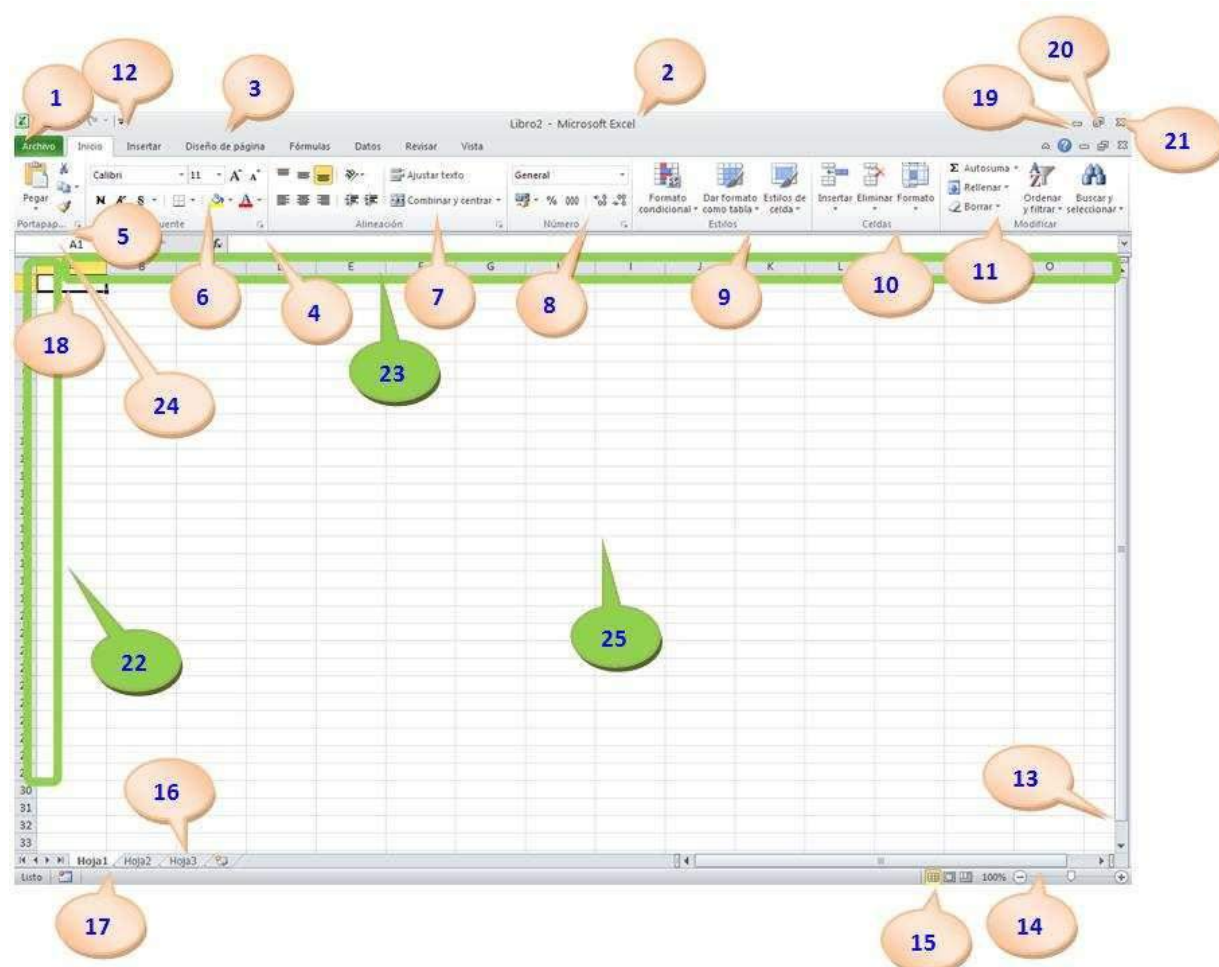 20
12
2
3
1
19
Libro2 - Microsoft Excel
21
Archivo Inicio Insertar Diseño de página Fórmulas Datos Revisar Vista
Calibri 11 A A Ajustar texto General Σ Autosuma
Rellenar
Pegar N K S A Combinar y centrar % 000 Formato condicional Dar formato como tabla Estilos de celda Insertar Eliminar Formato Borrar Ordenar y filtrar Buscar y seleccionar
Portapap... Alineación Número Estilos Celdas Modificar
5
A1 fx
B E G I J K L O
6 4 7 8 9 10 11
18
23
24
25
22
13
30
16
31
32
33
Hoja1 Hoja2 Hoja3
Listo 100%
17 15 14